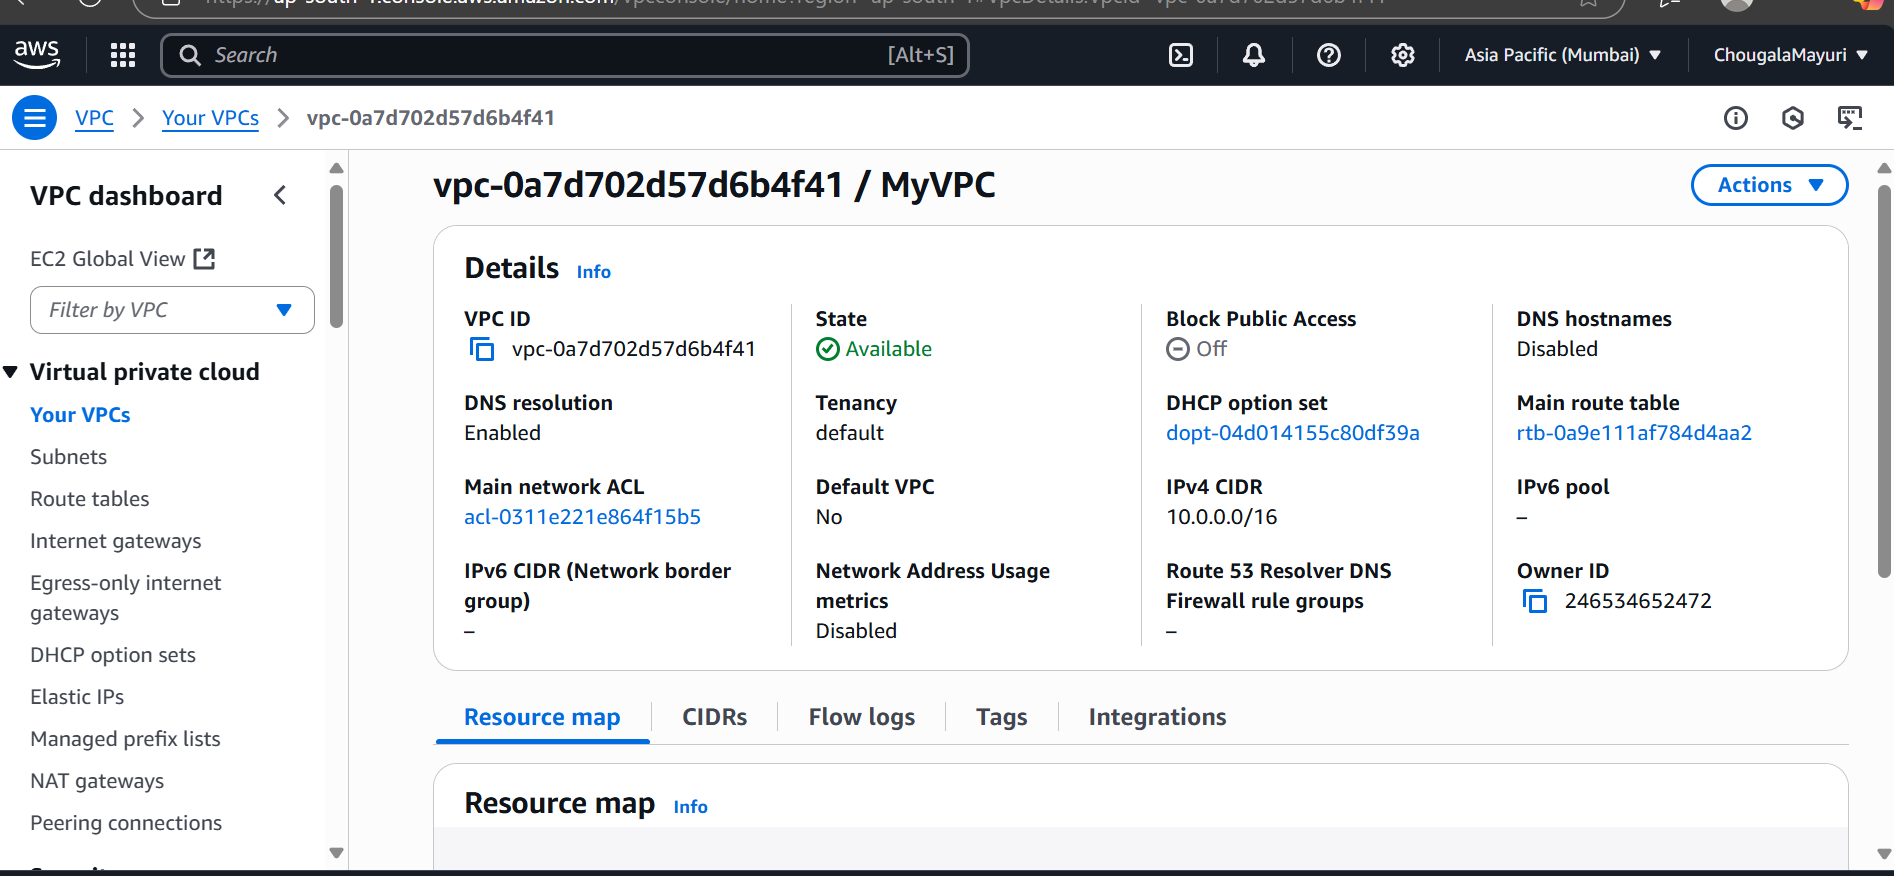 aws
Search
[Alt+S]
Asia Pacific (Mumbai)
ChougalaMayuri
VPC
Your VPCs
vpc-0a7d702d57d6b4f41
VPC dashboard
EC2 Global View
Filter by VPC
Virtual private cloud
Your VPCs
Subnets
Route tables
Internet gateways
Egress-only internet
gateways
DHCP option sets
Elastic IPs
Managed prefix lists
NAT gateways
Peering connections
vpc-0a7d702d57d6b4f41 / MyVPC
Actions
Details Info
VPC ID
vpc-0a7d702d57d6b4f41
State
Available
Block Public Access
Off
DNS hostnames
Disabled
DNS resolution
Enabled
Tenancy
default
DHCP option set
dopt-04d014155c80df39a
Main route table
rtb-0a9e111af784d4aa2
Main network ACL
acl-0311e221e864f15b5
Default VPC
No
IPv4 CIDR
10.0.0.0/16
IPv6 pool
–
IPv6 CIDR (Network border
group)
–
Network Address Usage
metrics
Disabled
Route 53 Resolver DNS
Firewall rule groups
–
Owner ID
246534652472
Resource map
CIDRs
Flow logs
Tags
Integrations
Resource map Info